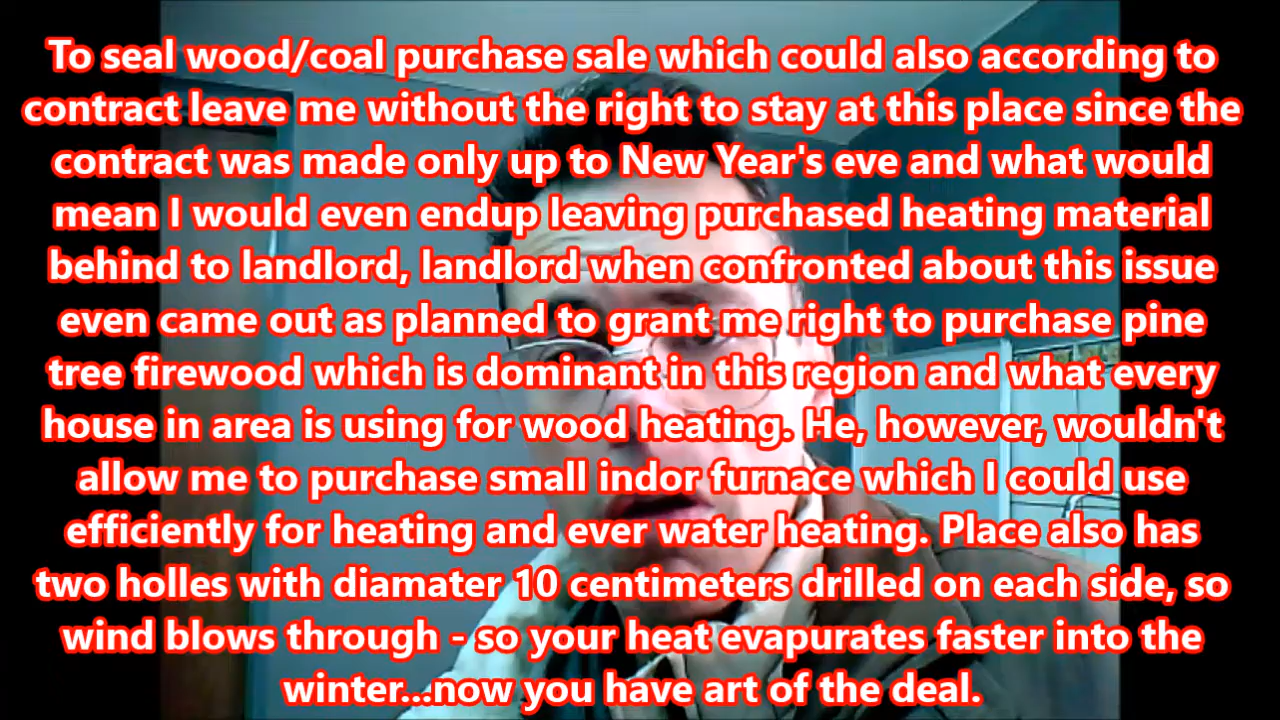 To seal wood/coal purchase sale which could also according to
contract leave me without the right to stay at this place since the
contract was made only up to New Year's eve and what would
mean I would even endup leaving purchased heating material
behind to landlord, landlord when confronted about this issue
even came out as planned to grant me right to purchase pine
tree firewood which is dominant in this region and what every
house in area is using for wood heating. He, however, wouldn't
allow me to purchase small indor furnace which I could use
efficiently for heating and ever water heating. Place also has
two holles with diamater 10 centimeters drilled on each side, so
wind blows through - so your heat evapurates faster into the
winter...now you have art of the deal.